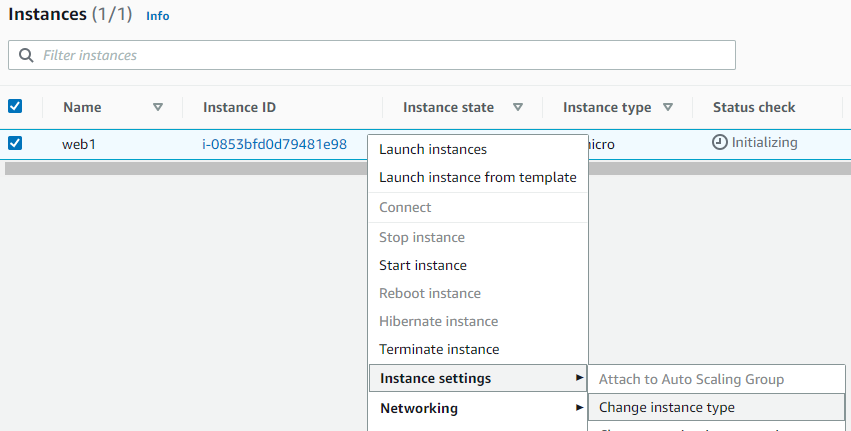 Instances (1/1) Info
Filter instances
Name Instance ID Instance state Instance type Status check
web1 i-0853bfd0d79481e98 micro Initializing
Launch instances
Launch instance from template
Connect
Stop instance
Start instance
Reboot instance
Hibernate instance
Terminate instance
Instance settings Attach to Auto Scaling Group
Networking Change instance type